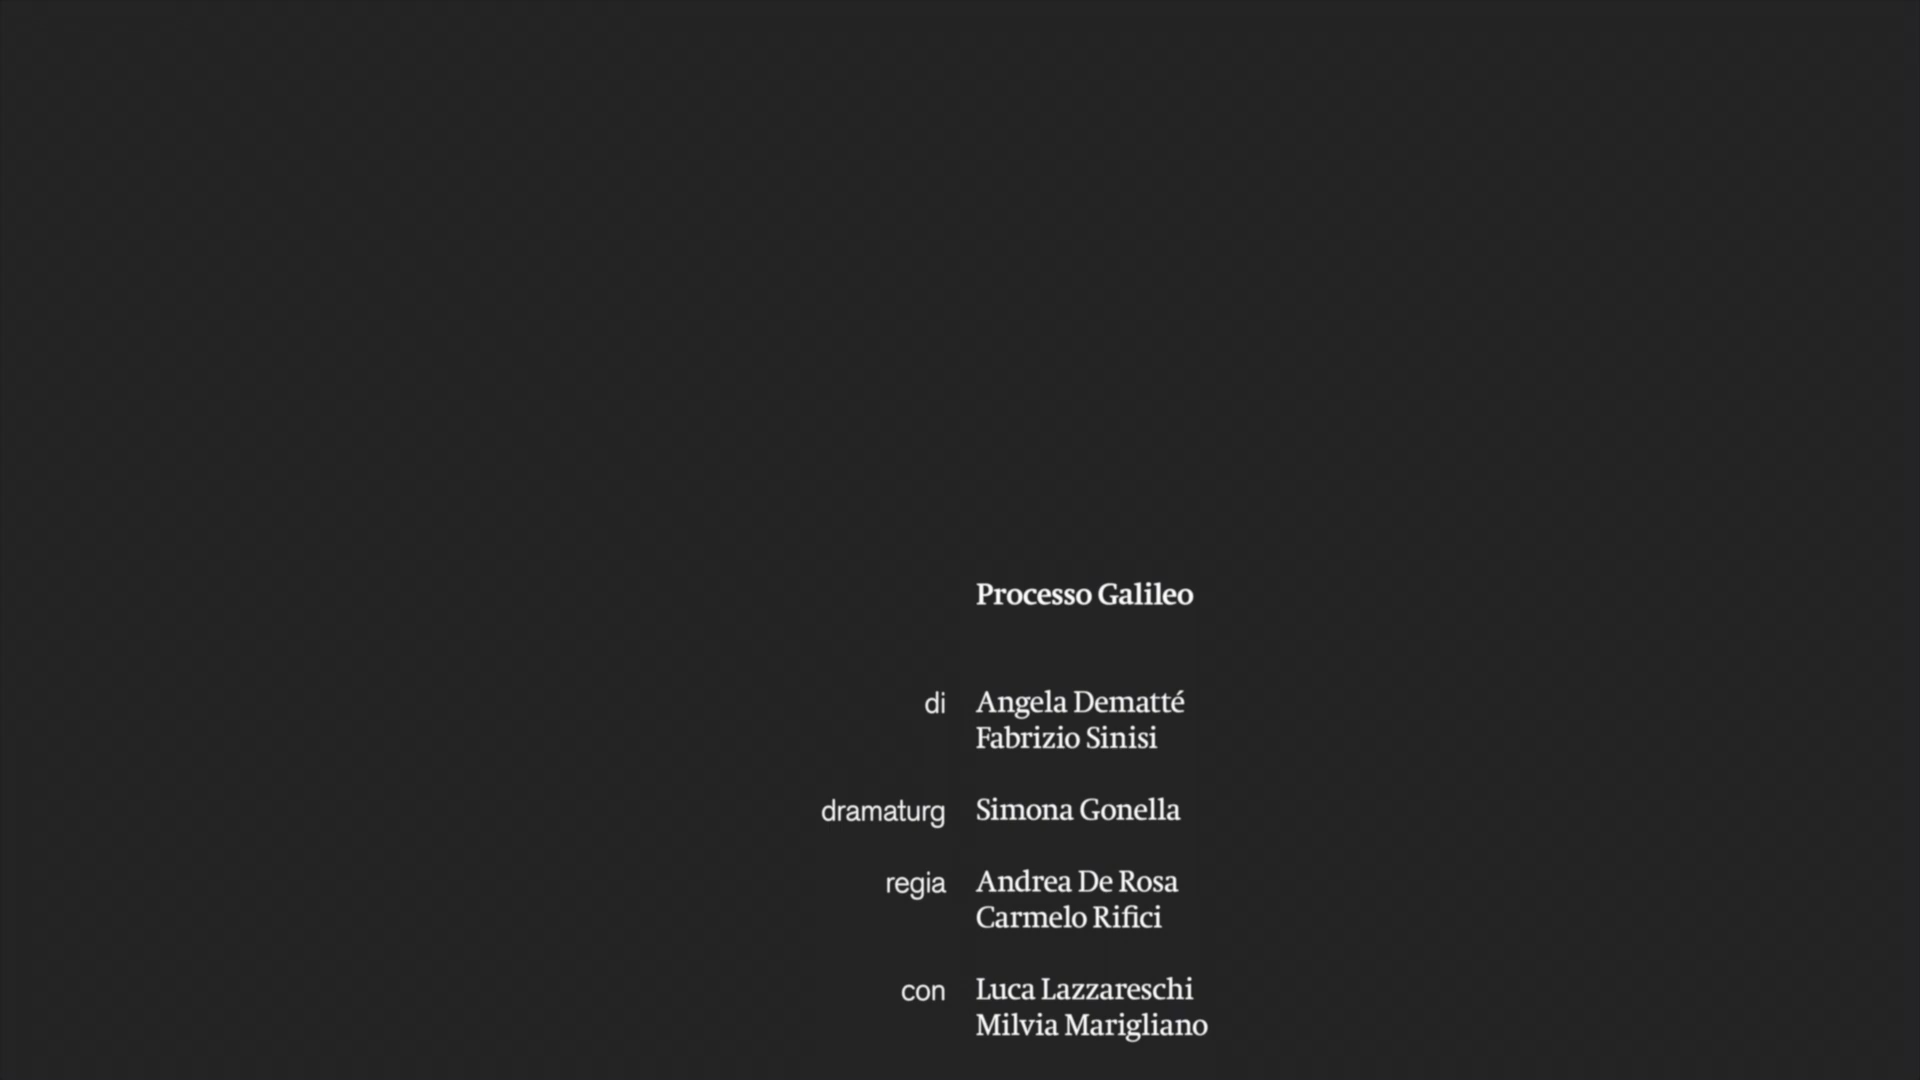 Processo Galileo
di Angela Dematté
Fabrizio Sinisi
dramaturg Simona Gonella
regia Andrea De Rosa
Carmelo Rifici
con Luca Lazzareschi
Milvia Marigliano